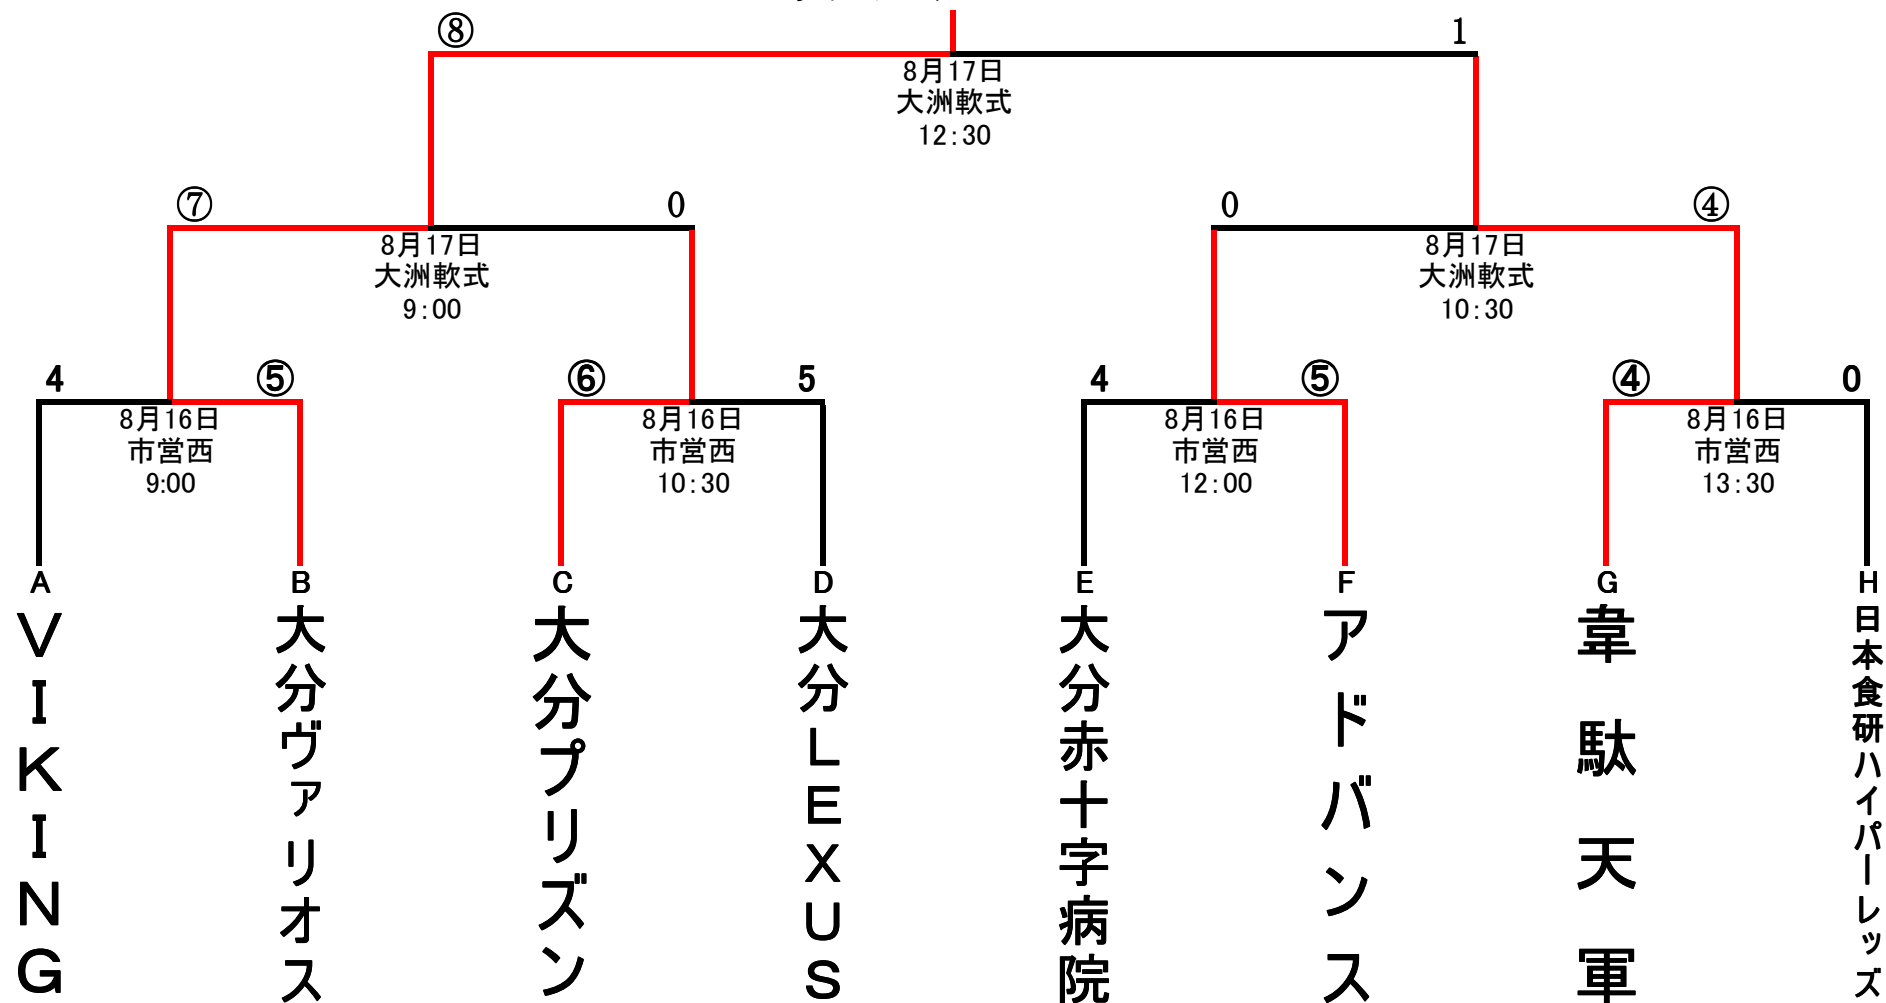 ⑧ 1
8月17日
大洲軟式
12:30
⑦ 0 0 ④
8月17日 8月17日
大洲軟式 大洲軟式
9:00 10:30
4 ⑤ ⑥ 5 4 ⑤ ④ 0
8月16日 8月16日 8月16日 8月16日
市営西 市営西 市営西 市営西
9:00 10:30 12:00 13:30
A B C D E F G H
VIKING
大分ヴァリオス
大分プリズン
大分LEXUS
大分赤十字病院
アドバンス
韋駄天軍
日本食研ハイパーレッズ